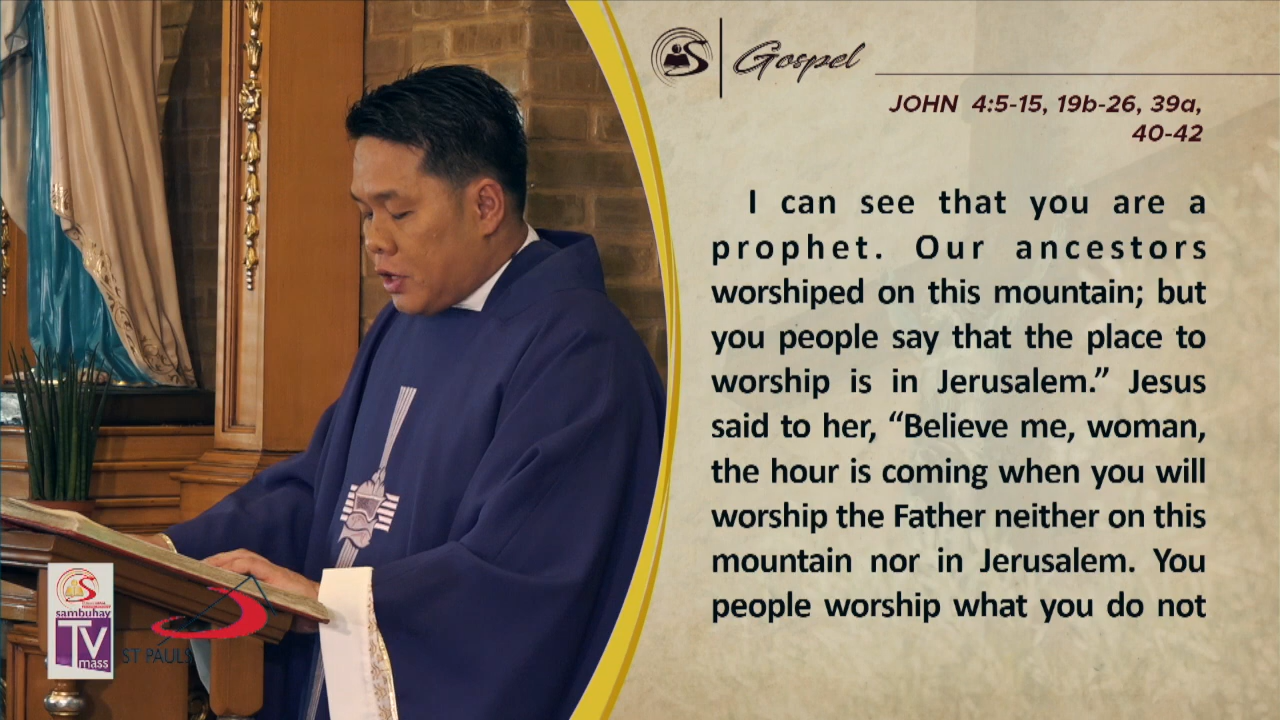 Gospel
JOHN 4:5-15, 19b-26, 39a,
40-42
I can see that you are a
prophet. Our ancestors
worshiped on this mountain; but
you people say that the place to
worship is in Jerusalem.” Jesus
said to her, “Believe me, woman,
the hour is coming when you will
worship the Father neither on this
mountain nor in Jerusalem. You
people worship what you do not
sambuhay
TV
mass
ST PAULS